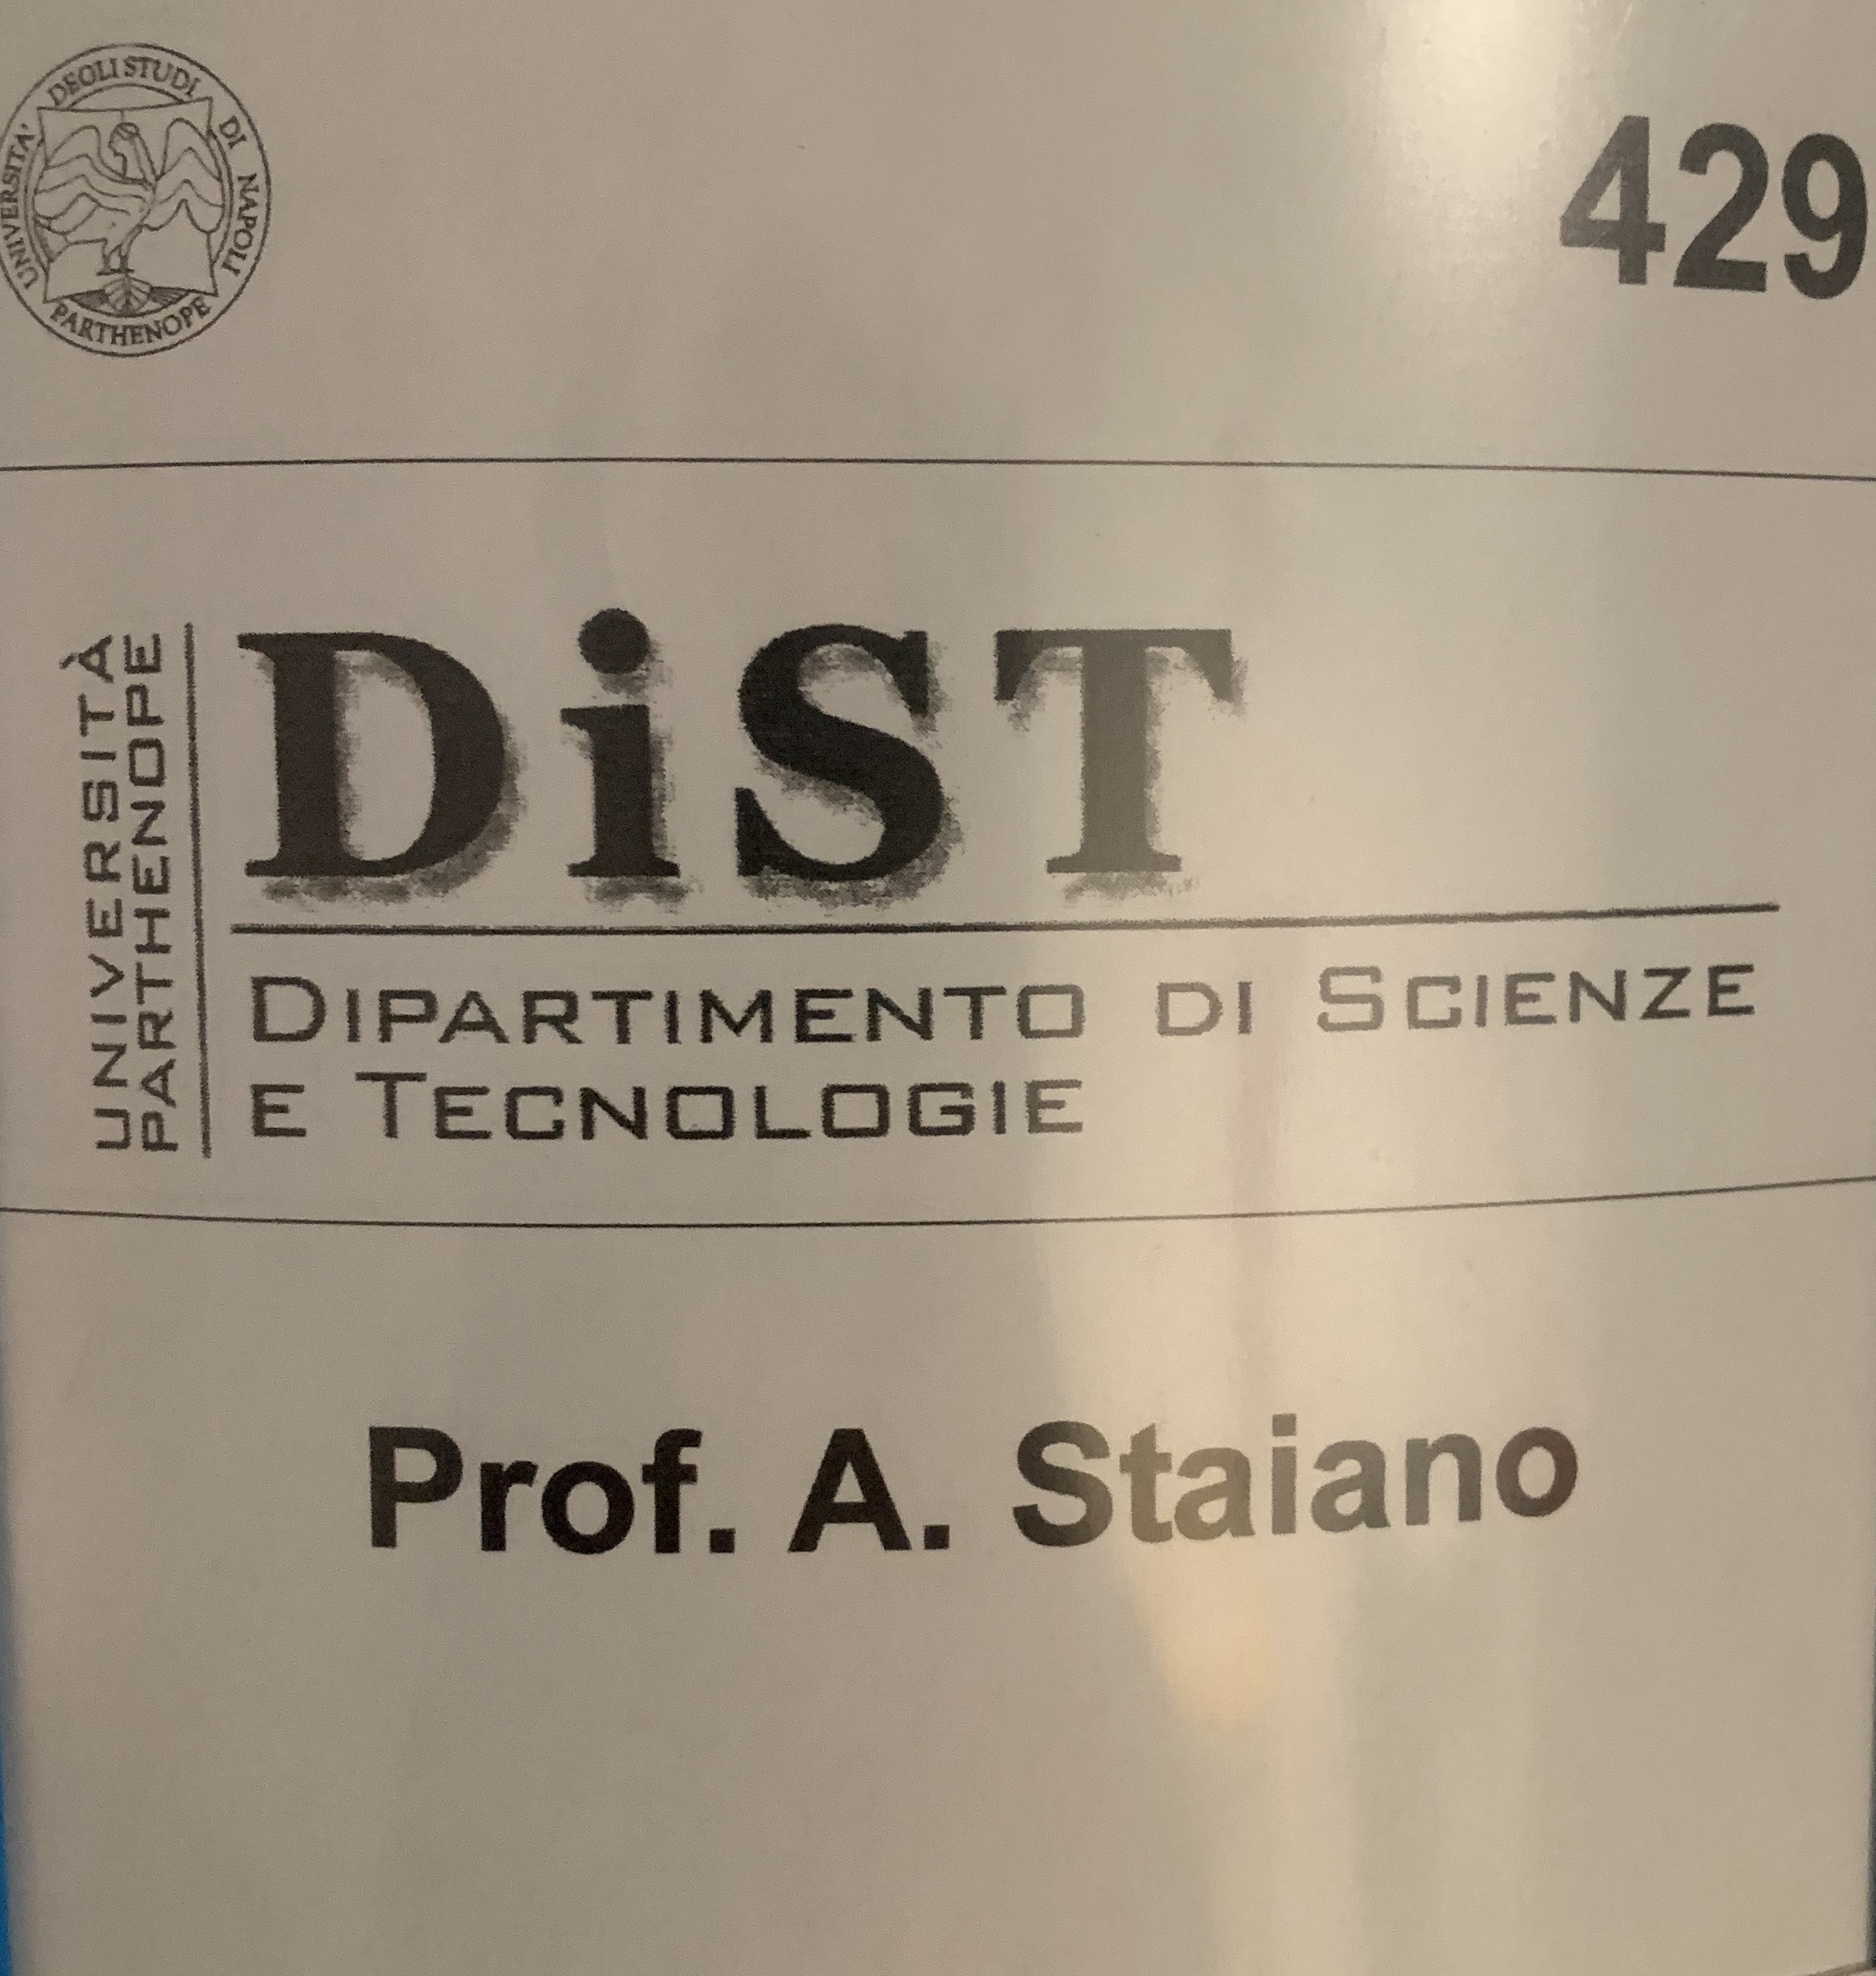 UNIVERSITA' DEGLI STUDI DI NAPOLI
PARTHENOPE
429
UNIVERSITÀ
PARTHENOPE
DiST
DIPARTIMENTO DI SCIENZE
E TECNOLOGIE
Prof. A. Staiano